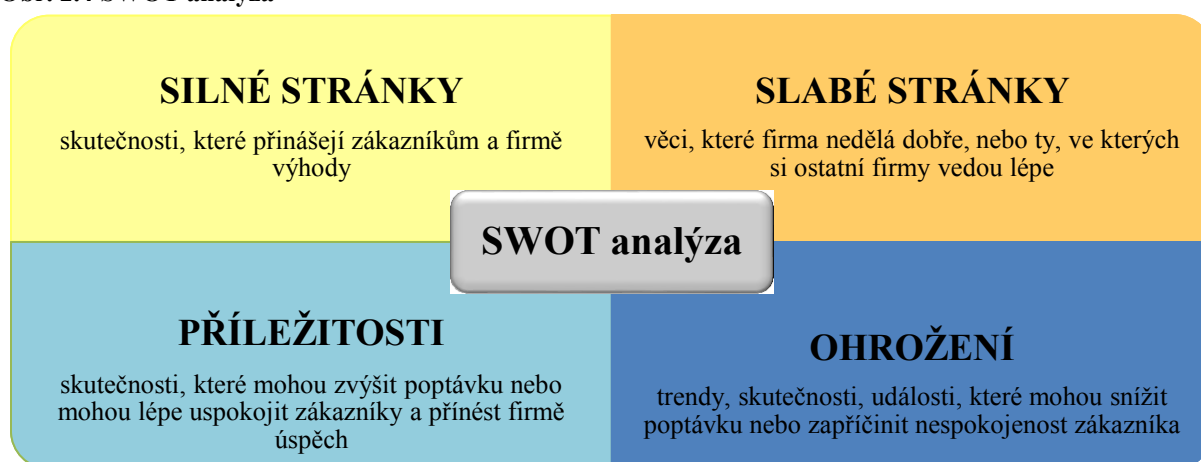 SILNÉ STRÁNKY
skutečnosti, které přinášejí zákazníkům a firmě
výhody
SLABÉ STRÁNKY
věci, které firma nedělá dobře, nebo ty, ve kterých
si ostatní firmy vedou lépe
SWOT analýza
PŘÍLEŽITOSTI
skutečnosti, které mohou zvýšit poptávku nebo
mohou lépe uspokojit zákazníky a přínést firmě
úspěch
OHROŽENÍ
trendy, skutečnosti, události, které mohou snížit
poptávku nebo zapříčinit nespokojenost zákazníka